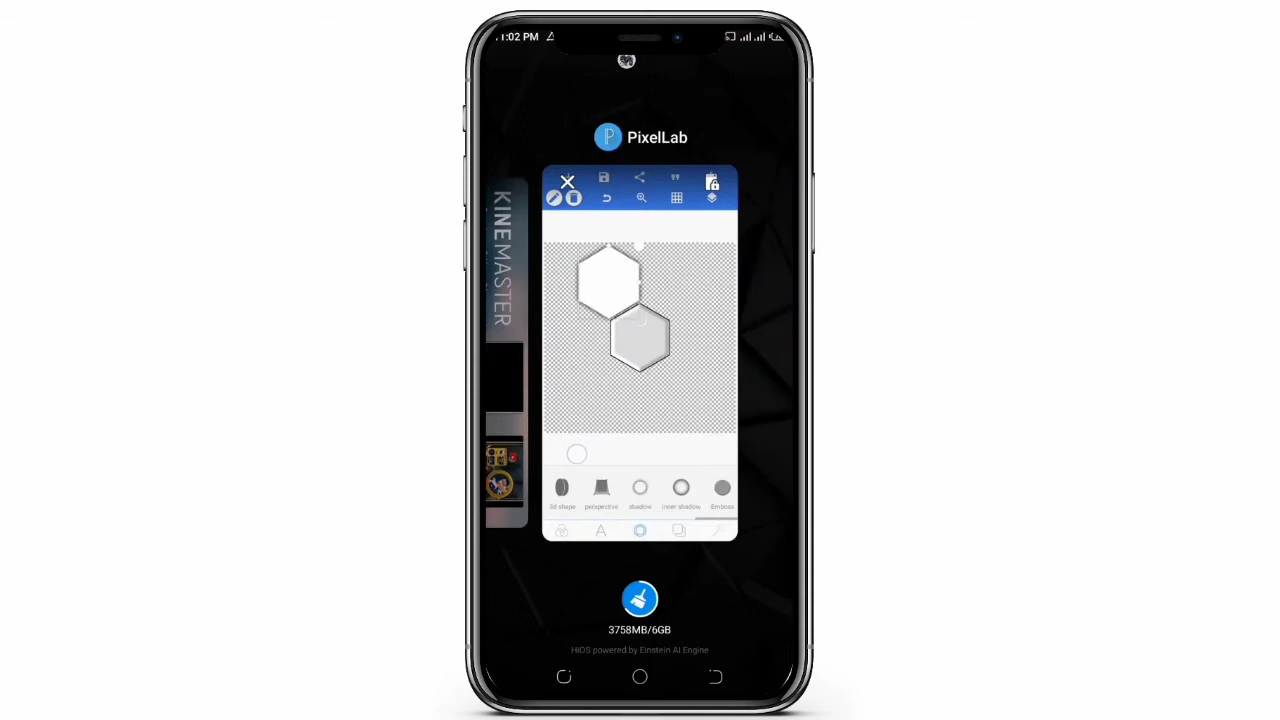 1:02 PM
PixelLab
KINEMASTER
3d shape
perspective
shadow
inner shadow
Emboss
3758MB/6GB
HiOS powered by Einstein AI Engine